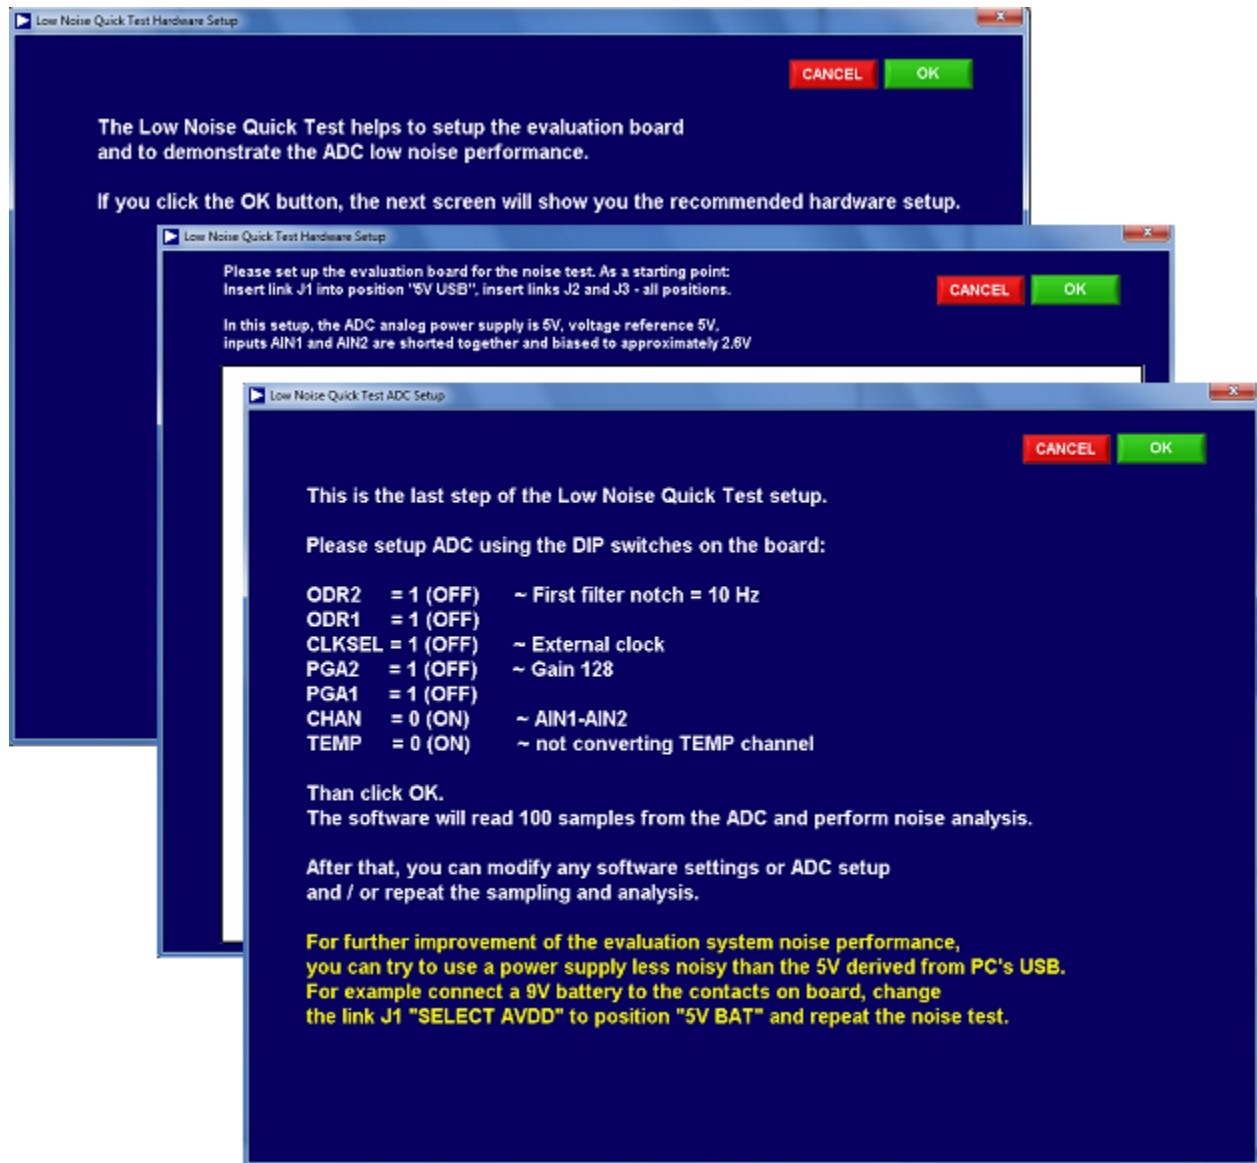 Low Noise Quick Test Hardware Setup
CANCEL OK
The Low Noise Quick Test helps to setup the evaluation board
and to demonstrate the ADC low noise performance.
If you click the OK button, the next screen will show you the recommended hardware setup.
Low Noise Quick Test Hardware Setup
Please set up the evaluation board for the noise test. As a starting point:
Insert link J1 into position "5V USB", insert links J2 and J3 - all positions.
CANCEL OK
In this setup, the ADC analog power supply is 5V, voltage reference 5V,
inputs AIN1 and AIN2 are shorted together and biased to approximately 2.6V
Low Noise Quick Test ADC Setup
CANCEL OK
This is the last step of the Low Noise Quick Test setup.
Please setup ADC using the DIP switches on the board:
ODR2 = 1 (OFF) ~ First filter notch = 10 Hz
ODR1 = 1 (OFF)
CLKSEL = 1 (OFF) ~ External clock
PGA2 = 1 (OFF) ~ Gain 128
PGA1 = 1 (OFF)
CHAN = 0 (ON) ~ AIN1-AIN2
TEMP = 0 (ON) ~ not converting TEMP channel
Than click OK.
The software will read 100 samples from the ADC and perform noise analysis.
After that, you can modify any software settings or ADC setup
and / or repeat the sampling and analysis.
For further improvement of the evaluation system noise performance,
you can try to use a power supply less noisy than the 5V derived from PC's USB.
For example connect a 9V battery to the contacts on board, change
the link J1 "SELECT AVDD" to position "5V BAT" and repeat the noise test.